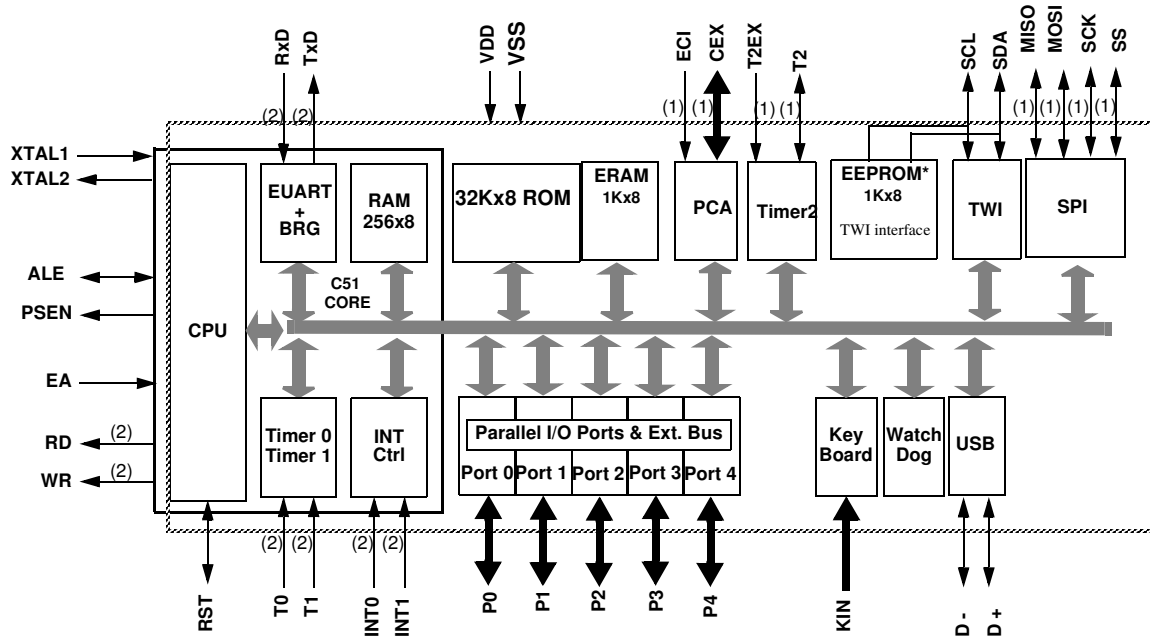 RxD
TxD
VDD
VSS
ECI
CEX
T2EX
T2
SCL
SDA
MISO
MOSI
SCK
SS
(2) (2)
(1) (1)
(1) (1)
(1) (1) (1) (1)
XTAL1
XTAL2
ALE
PSEN
EA
RD (2)
WR (2)
CPU
EUART
+
BRG
RAM
256x8
C51
CORE
32Kx8 ROM
ERAM
1Kx8
PCA
Timer2
EEPROM*
1Kx8
TWI interface
TWI
SPI
Timer 0
Timer 1
INT
Ctrl
Parallel I/O Ports & Ext. Bus
Port 0 Port 1 Port 2 Port 3 Port 4
Key
Board
Watch
Dog
USB
(2) (2) (2) (2)
RST
T0
T1
INT0
INT1
P0
P1
P2
P3
P4
KIN
D -
D +